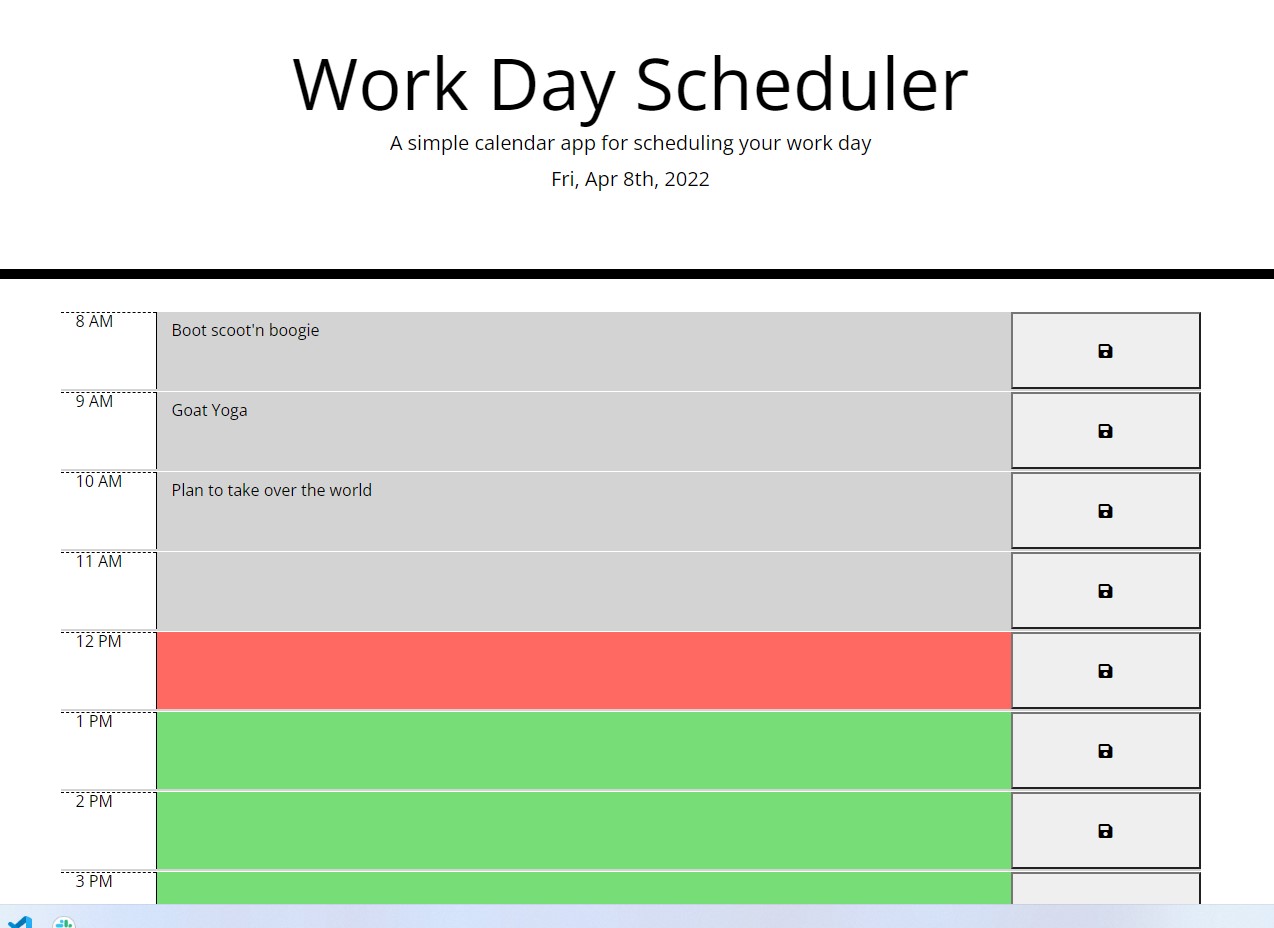 Work Day Scheduler
A simple calendar app for scheduling your work day
Fri, Apr 8th, 2022
8 AM
Boot scoot'n boogie
9 AM
Goat Yoga
10 AM
Plan to take over the world
11 AM
12 PM
1 PM
2 PM
3 PM